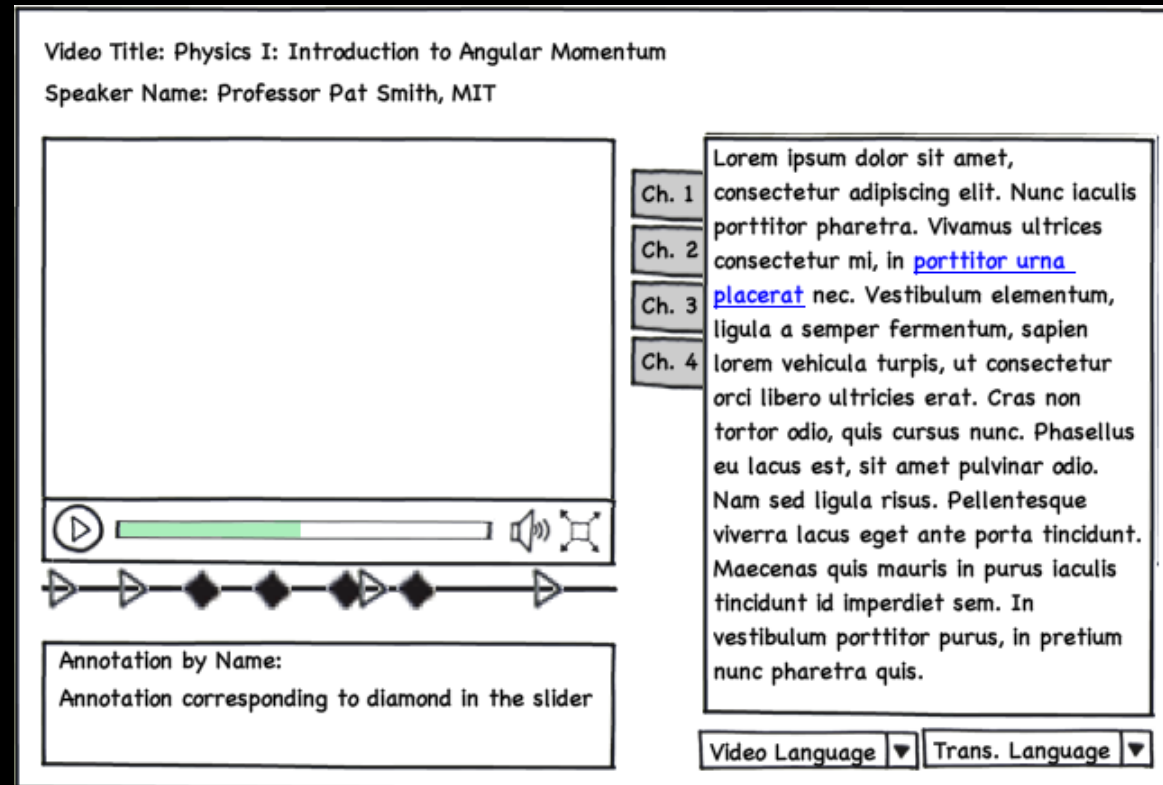 Video Title: Physics I: Introduction to Angular Momentum
Speaker Name: Professor Pat Smith, MIT
Ch. 1
Ch. 2
Ch. 3
Ch. 4
Lorem ipsum dolor sit amet,
consectetur adipiscing elit. Nunc iaculis
porttitor pharetra. Vivamus ultrices
consectetur mi, in porttitor urna
placerat nec. Vestibulum elementum,
ligula a semper fermentum, sapien
lorem vehicula turpis, ut consectetur
orci libero ultricies erat. Cras non
tortor odio, quis cursus nunc. Phasellus
eu lacus est, sit amet pulvinar odio.
Nam sed ligula risus. Pellentesque
viverra lacus eget ante porta tincidunt.
Maecenas quis mauris in purus iaculis
tincidunt id imperdiet sem. In
vestibulum porttitor purus, in pretium
nunc pharetra quis.
Annotation by Name:
Annotation corresponding to diamond in the slider
Video Language
Trans. Language